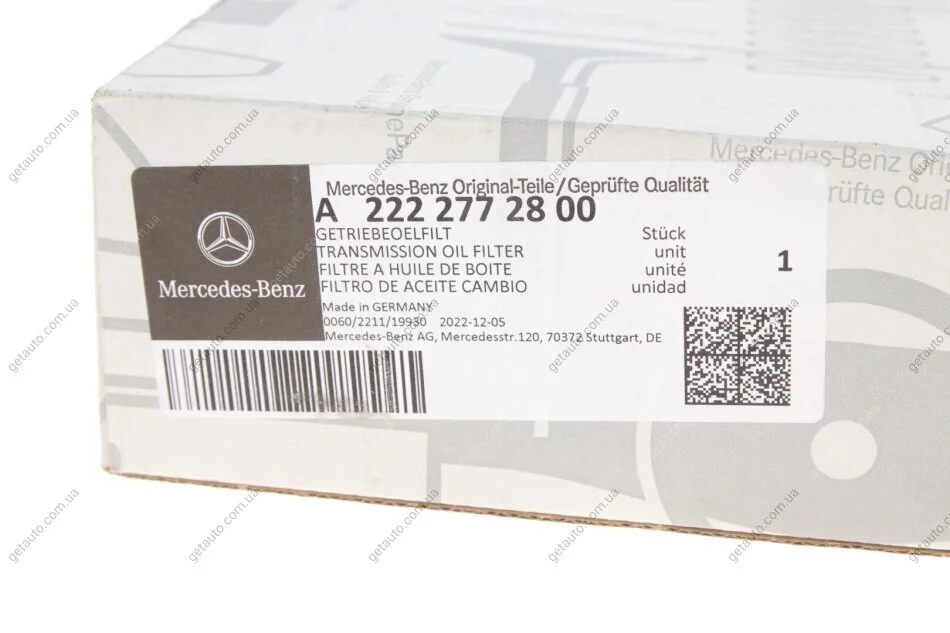 Mercedes-Benz Original-Teile/Geprüfte Qualität
A 222 277 28 00
GETRIEBEOELFILT Stück
TRANSMISSION OIL FILTER unit
FILTRE A HUILE DE BOITE unité
FILTRO DE ACEITE CAMBIO unidad
1
Mercedes-Benz
Made in GERMANY
0060/2211/19930 2022-12-05
Mercedes-Benz AG, Mercedesstr.120, 70372 Stuttgart, DE
Mercedes-Benz
getauto.com.ua